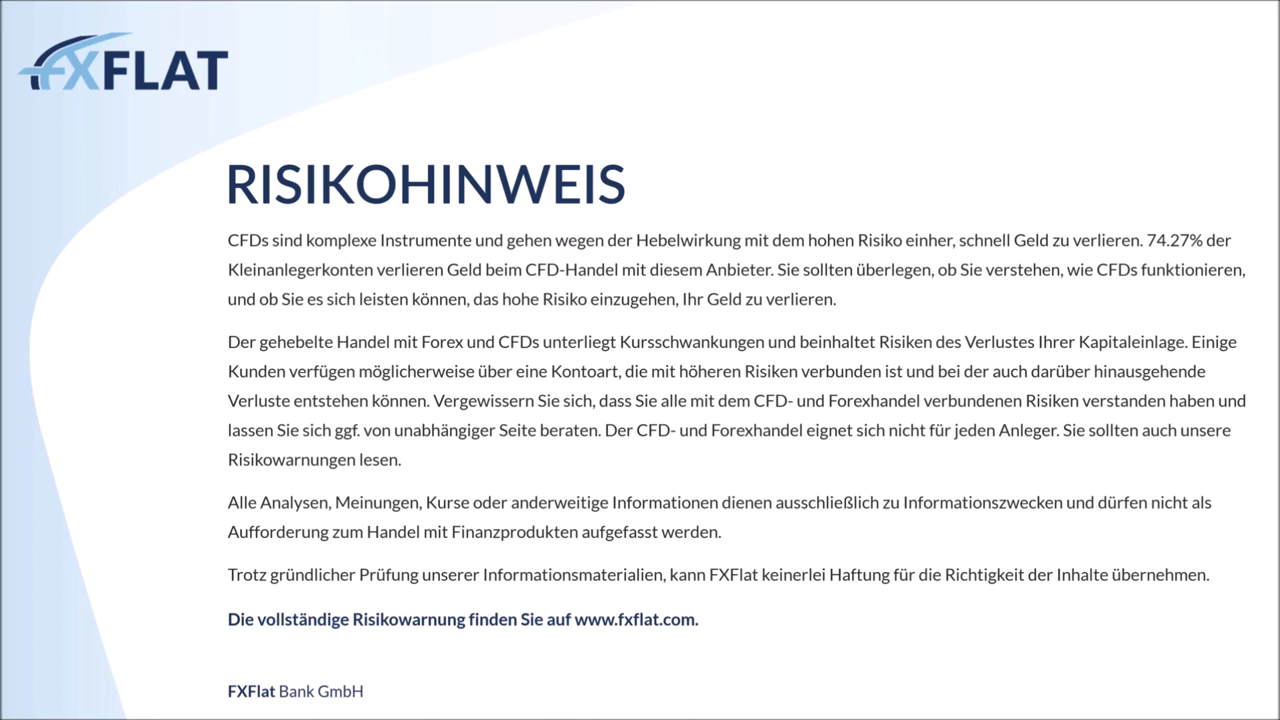 FXFLAT
RISIKOHINWEIS
CFDs sind komplexe Instrumente und gehen wegen der Hebelwirkung mit dem hohen Risiko einher, schnell Geld zu verlieren. 74.27% der
Kleinanlegerkonten verlieren Geld beim CFD-Handel mit diesem Anbieter. Sie sollten überlegen, ob Sie verstehen, wie CFDs funktionieren,
und ob Sie es sich leisten können, das hohe Risiko einzugehen, Ihr Geld zu verlieren.
Der gehebelte Handel mit Forex und CFDs unterliegt Kursschwankungen und beinhaltet Risiken des Verlustes Ihrer Kapitaleinlage. Einige
Kunden verfügen möglicherweise über eine Kontoart, die mit höheren Risiken verbunden ist und bei der auch darüber hinausgehende
Verluste entstehen können. Vergewissern Sie sich, dass Sie alle mit dem CFD- und Forexhandel verbundenen Risiken verstanden haben und
lassen Sie sich ggf. von unabhängiger Seite beraten. Der CFD- und Forexhandel eignet sich nicht für jeden Anleger. Sie sollten auch unsere
Risikowarnungen lesen.
Alle Analysen, Meinungen, Kurse oder anderweitige Informationen dienen ausschließlich zu Informationszwecken und dürfen nicht als
Aufforderung zum Handel mit Finanzprodukten aufgefasst werden.
Trotz gründlicher Prüfung unserer Informationsmaterialien, kann FXFlat keinerlei Haftung für die Richtigkeit der Inhalte übernehmen.
Die vollständige Risikowarnung finden Sie auf www.fxflat.com.
FXFlat Bank GmbH